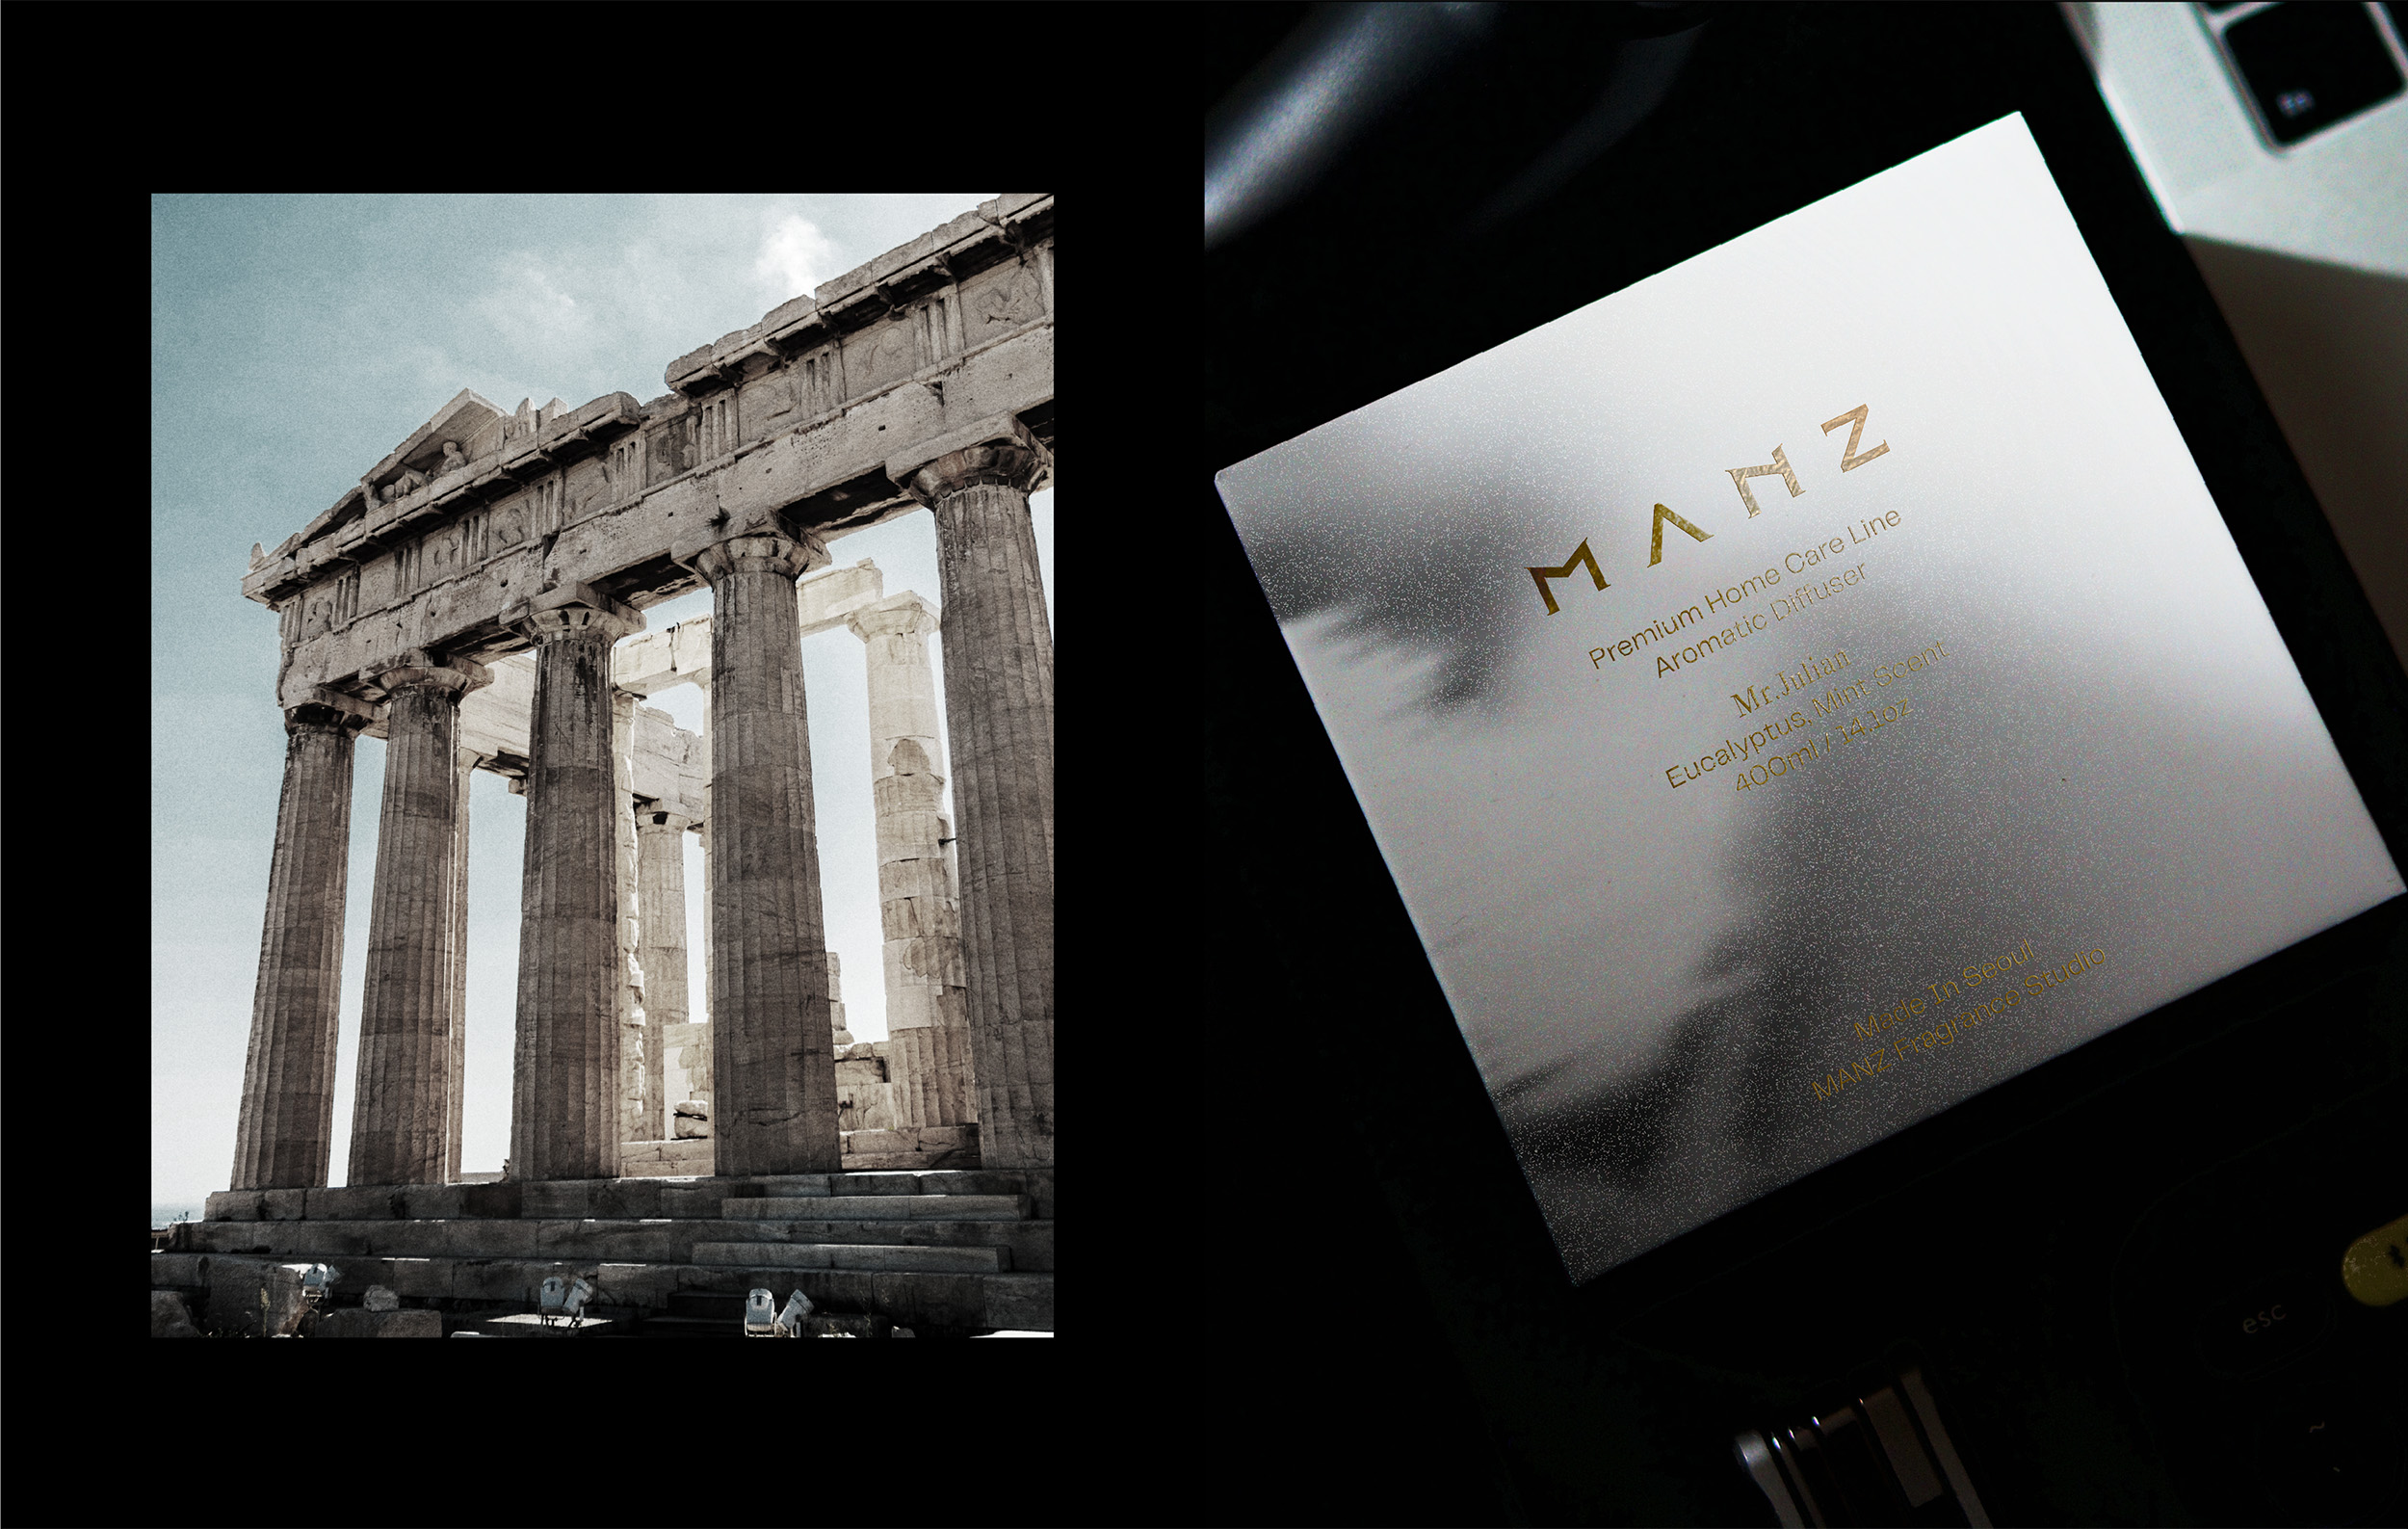 MANZ
Premium Home Care Line
Aromatic Diffuser
Mr.Julian
Eucalyptus, Mint Scent
400ml / 14.1oz
Made In Seoul
MANZ Fragrance Studio
esc
~